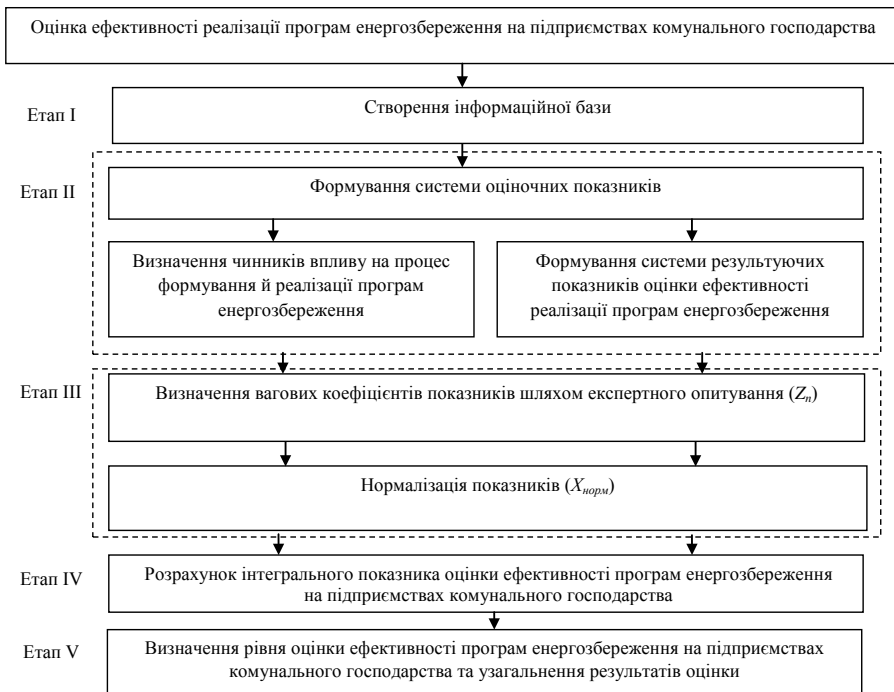 Оцінка ефективності реалізації програм енергозбереження на підприємствах комунального господарства
Етап I
Створення інформаційної бази
Етап II
Формування системи оціночних показників
Визначення чинників впливу на процес
формування й реалізації програм
енергозбереження
Формування системи результуючих
показників оцінки ефективності
реалізації програм енергозбереження
Етап III
Визначення вагових коефіцієнтів показників шляхом експертного опитування (Zn)
Нормалізація показників (Xнорм)
Етап IV
Розрахунок інтегрального показника оцінки ефективності програм енергозбереження
на підприємствах комунального господарства
Етап V
Визначення рівня оцінки ефективності програм енергозбереження на підприємствах
комунального господарства та узагальнення результатів оцінки